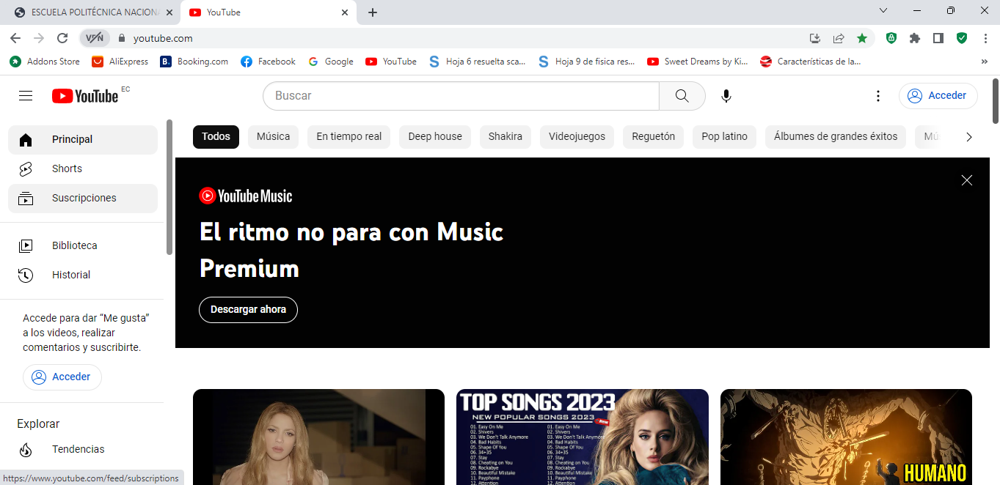 ESCUELA POLITÉCNICA NACIONA
YouTube
VPN
youtube.com
Addons Store
AliExpress
B.
Booking.com
Facebook
Google
YouTube
Hoja 6 resuelta sca...
Hoja 9 de fisica res...
Sweet Dreams by Ki...
Características de la...
»
YouTube EC
Buscar
Acceder
Principal
Shorts
Suscripciones
Biblioteca
Historial
Accede para dar “Me gusta”
a los videos, realizar
comentarios y suscribirte.
Acceder
Explorar
Tendencias
https://www.youtube.com/feed/subscriptions
Todos
Música
En tiempo real
Deep house
Shakira
Videojuegos
Reguetón
Pop latino
Álbumes de grandes éxitos
Mú
YouTube Music
El ritmo no para con Music
Premium
Descargar ahora
TOP SONGS 2023
NEW POPULAR SONGS 2023
New
01. Easy On Me
02. Shivers
03. We Don't Talk Anymore
04. Bad Habits
05. Shape Of You
06. 34+35
07. Stay
08. Cheating on You
09. Rockabye
10. Beautiful Mistake
11. Payphone
12. Attention
01. Easy On Me
02. Shivers
03. We Don't Talk Anymore
04. Bad Habits
05. Shape Of You
06. 34+35
07. Stay
08. Cheating on You
09. Rockabye
10. Beautiful Mistake
11. Payphone
12. Attention
HUMANO